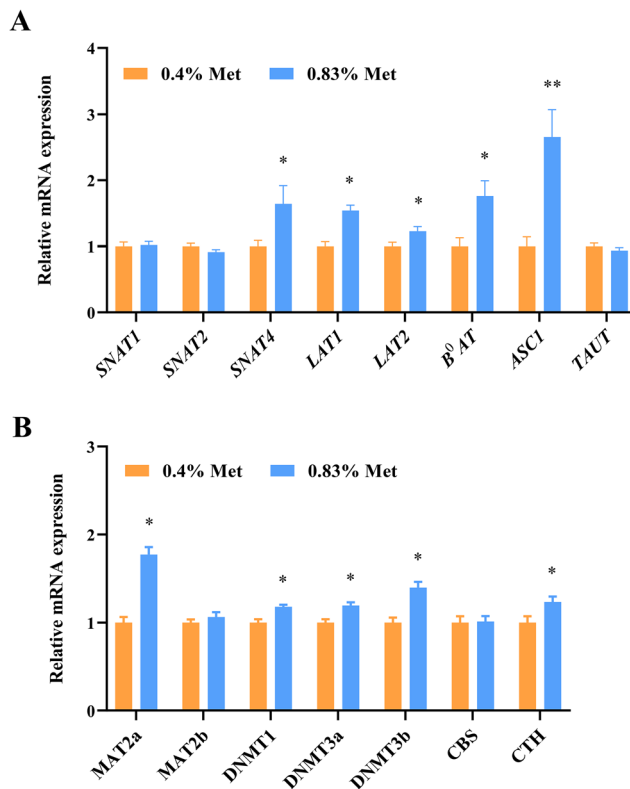 A
Relative mRNA expression
4
3
2
1
0
0.4% Met
0.83% Met
*
*
*
*
**
SNAT1
SNAT2
SNAT4
LAT1
LAT2
B⁰AT
ASC1
TAUT
B
Relative mRNA expression
3
2
1
0
0.4% Met
0.83% Met
*
*
*
*
*
MAT2a
MAT2b
DNMT1
DNMT3a
DNMT3b
CBS
CTH